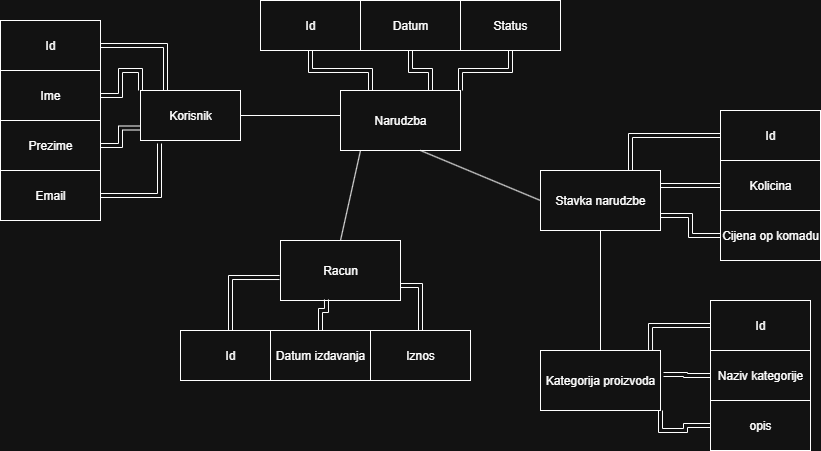 Id
Datum
Status
Id
Ime
Prezime
Email
Korisnik
Narudzba
Id
Kolicina
Cijena op komadu
Stavka narudzbe
Racun
Id
Datum izdavanja
Iznos
Kategorija proizvoda
Id
Naziv kategorije
opis